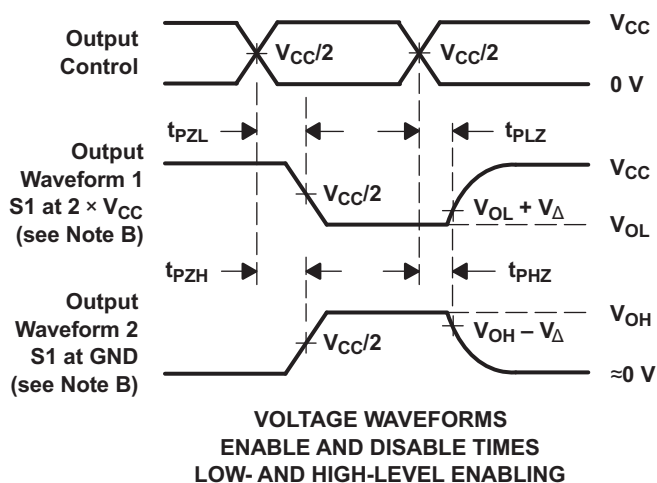 Output
Control
V_CC/2
V_CC/2
V_CC
0 V
t_PZL
t_PLZ
Output
Waveform 1
S1 at 2 × V_CC
(see Note B)
V_CC/2
V_OL + V_Δ
V_CC
V_OL
t_PZH
t_PHZ
Output
Waveform 2
S1 at GND
(see Note B)
V_CC/2
V_OH − V_Δ
V_OH
≈0 V
VOLTAGE WAVEFORMS
ENABLE AND DISABLE TIMES
LOW- AND HIGH-LEVEL ENABLING